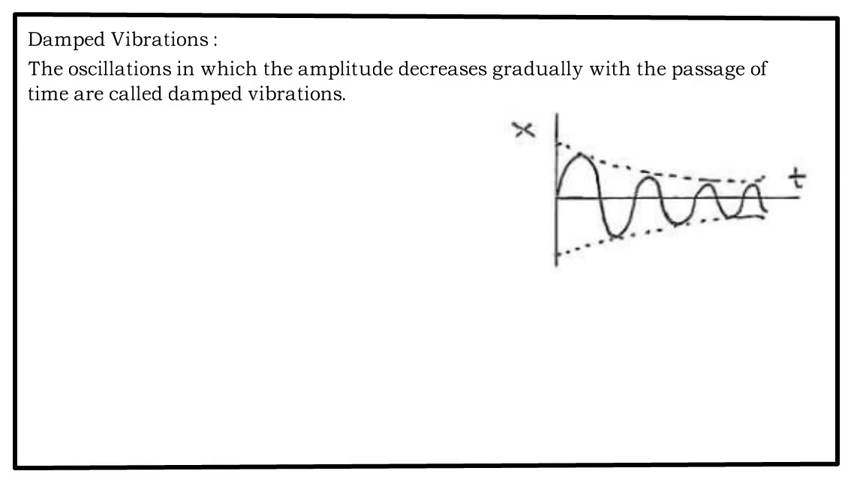 Damped Vibrations :
The oscillations in which the amplitude decreases gradually with the passage of
time are called damped vibrations.
x
t